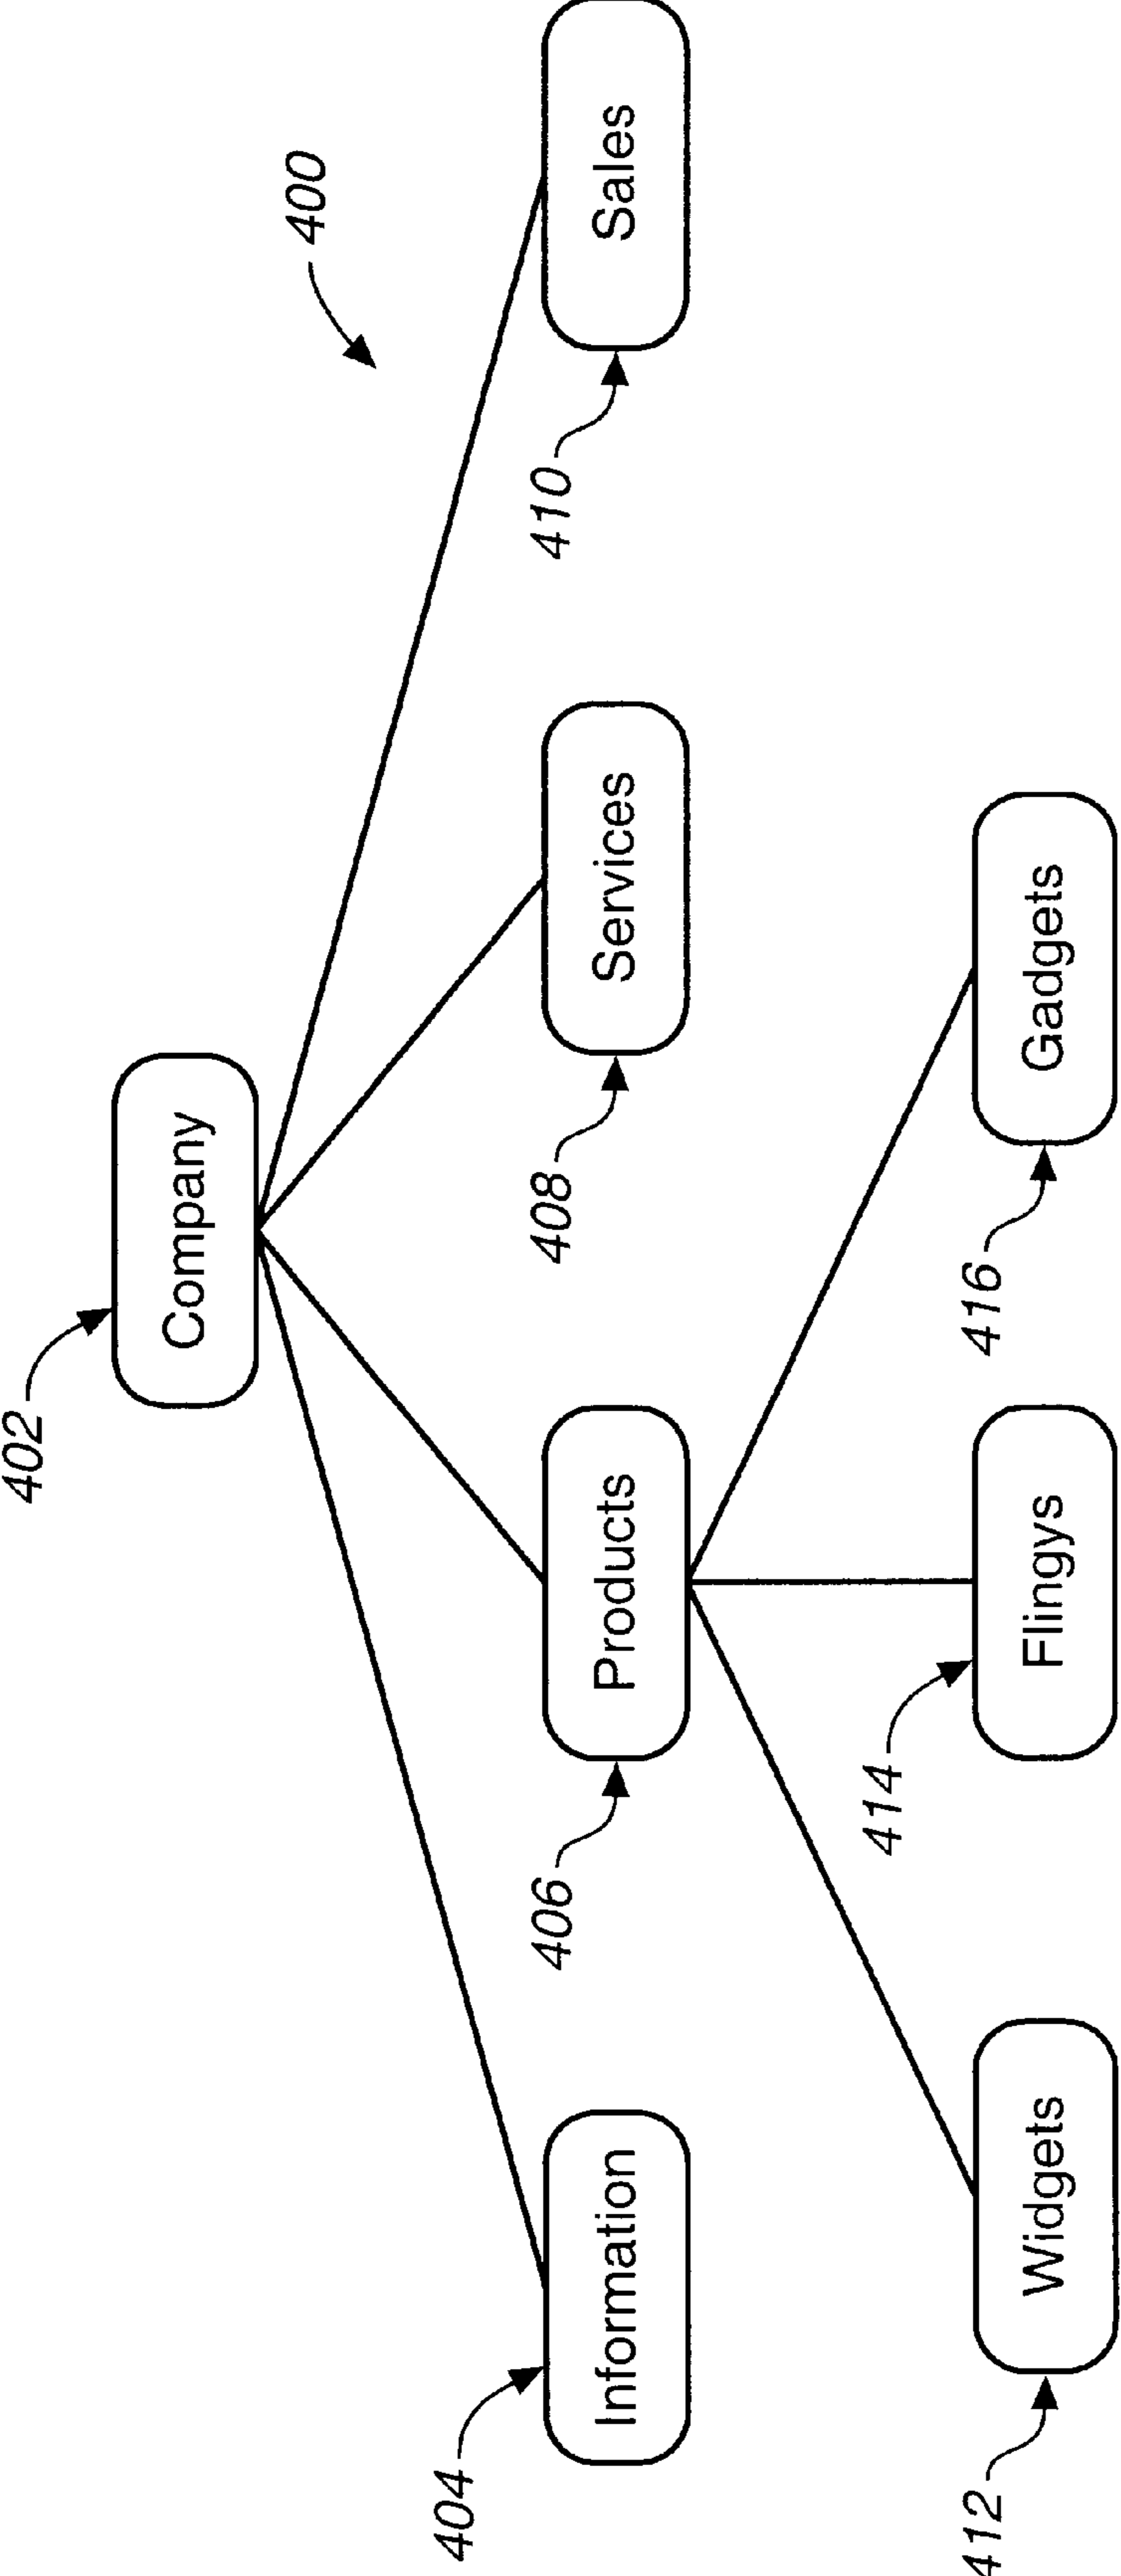 402
Company
400
404
Information
406
Products
408
Services
410
Sales
412
Widgets
414
Flingys
416
Gadgets